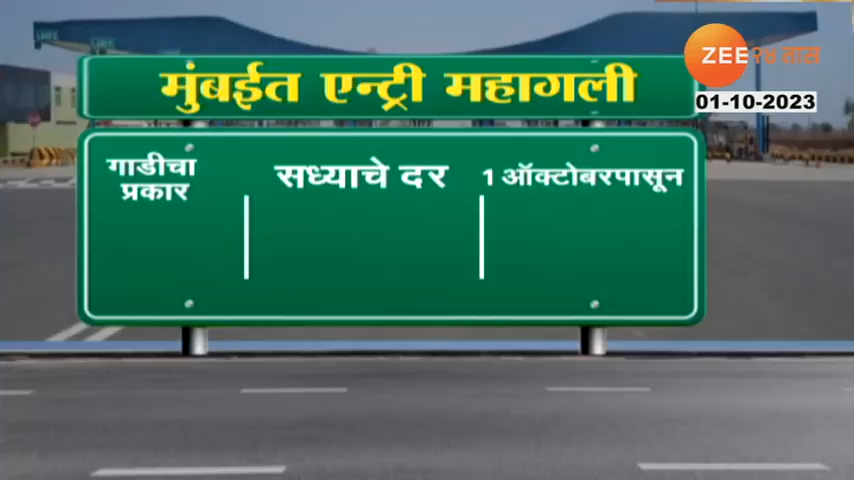 ZEE २४ तास
01-10-2023
मुंबईत एन्ट्री महागली
गाडीचा प्रकार
सध्याचे दर
1 ऑक्टोबरपासून